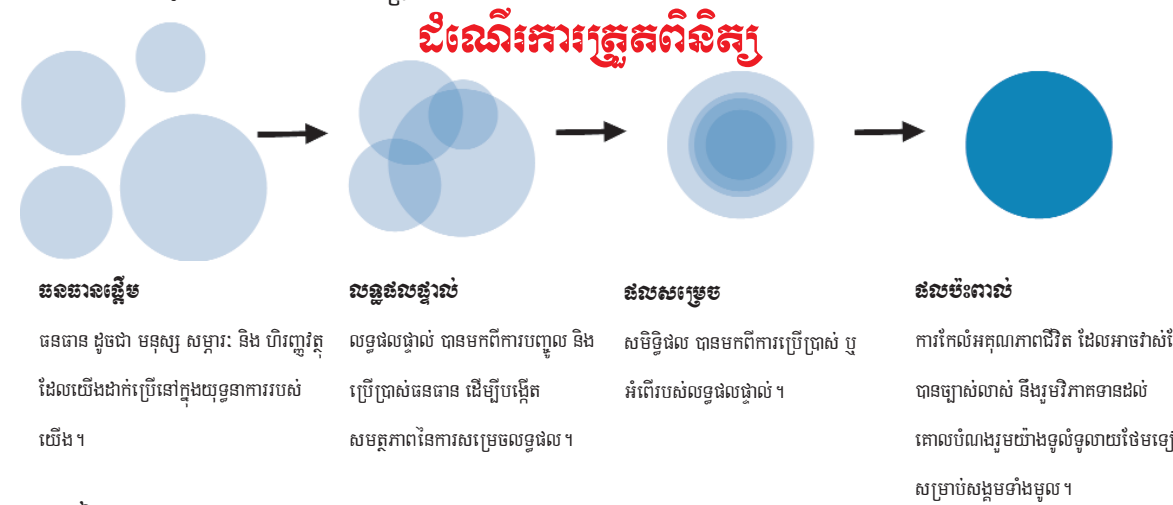 ដំណើរការត្រួតពិនិត្យ
ធនធានផ្ដើម
ធនធាន ដូចជា មនុស្ស សម្ភារៈ និង ហិរញ្ញវត្ថុ
ដែលយើងដាក់ប្រើនៅក្នុងយុទ្ធនាការរបស់
យើង។
លទ្ធផលផ្ទាល់
លទ្ធផលផ្ទាល់ បានមកពីការបញ្ចូល និង
ប្រើប្រាស់ធនធាន ដើម្បីបង្កើត
សមត្ថភាពនៃការសម្រេចលទ្ធផល។
ផលសម្រេច
សមិទ្ធិផល បានមកពីការប្រើប្រាស់ ឬ
អំពើរបស់លទ្ធផលផ្ទាល់។
ផលប៉ះពាល់
ការកែលំអគុណភាពជីវិត ដែលអាចវាស់
បានច្បាស់លាស់ នឹងរួមវិភាគទានដល់
គោលបំណងរួមយ៉ាងទូលំទូលាយថែម
សម្រាប់សង្គមទាំងមូល។